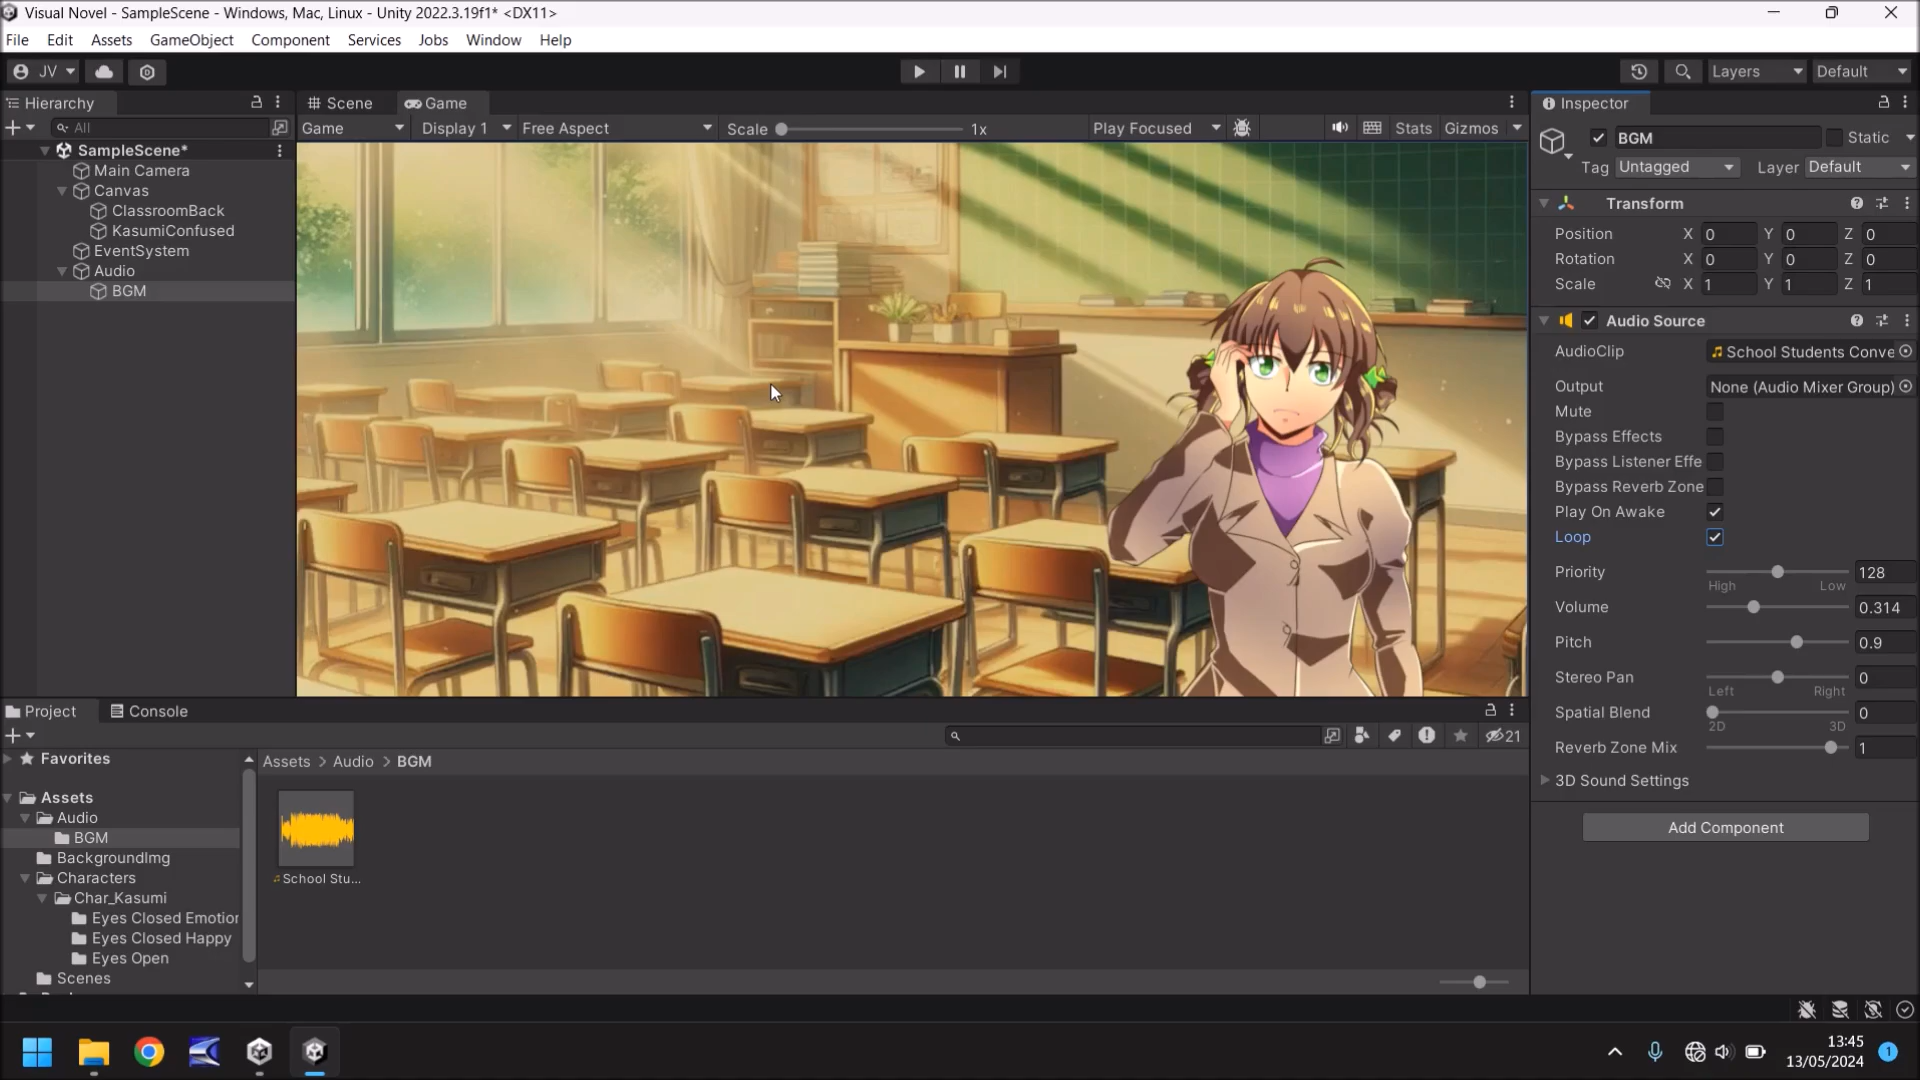 Visual Novel - SampleScene - Windows, Mac, Linux - Unity 2022.3.19f1* <DX11>
File Edit Assets GameObject Component Services Jobs Window Help
JV Layers Default
Hierarchy
All
SampleScene*
Main Camera
Canvas
ClassroomBack
KasumiConfused
EventSystem
Audio
BGM
Scene Game
Game Display 1 Free Aspect Scale 1x Play Focused Stats Gizmos
Inspector
BGM Static
Tag Untagged Layer Default
Transform
Position X 0 Y 0 Z 0
Rotation X 0 Y 0 Z 0
Scale X 1 Y 1 Z 1
Audio Source
AudioClip School Students Conve
Output None (Audio Mixer Group)
Mute
Bypass Effects
Bypass Listener Effe
Bypass Reverb Zone
Play On Awake
Loop
Priority 128
High Low
Volume 0.314
Pitch 0.9
Stereo Pan 0
Left Right
Spatial Blend 0
2D 3D
Reverb Zone Mix 1
3D Sound Settings
Add Component
Project Console
21
Favorites
Assets
Audio
BGM
BackgroundImg
Characters
Char_Kasumi
Eyes Closed Emotior
Eyes Closed Happy
Eyes Open
Scenes
Assets > Audio > BGM
School Stu...
13:45
13/05/2024
1